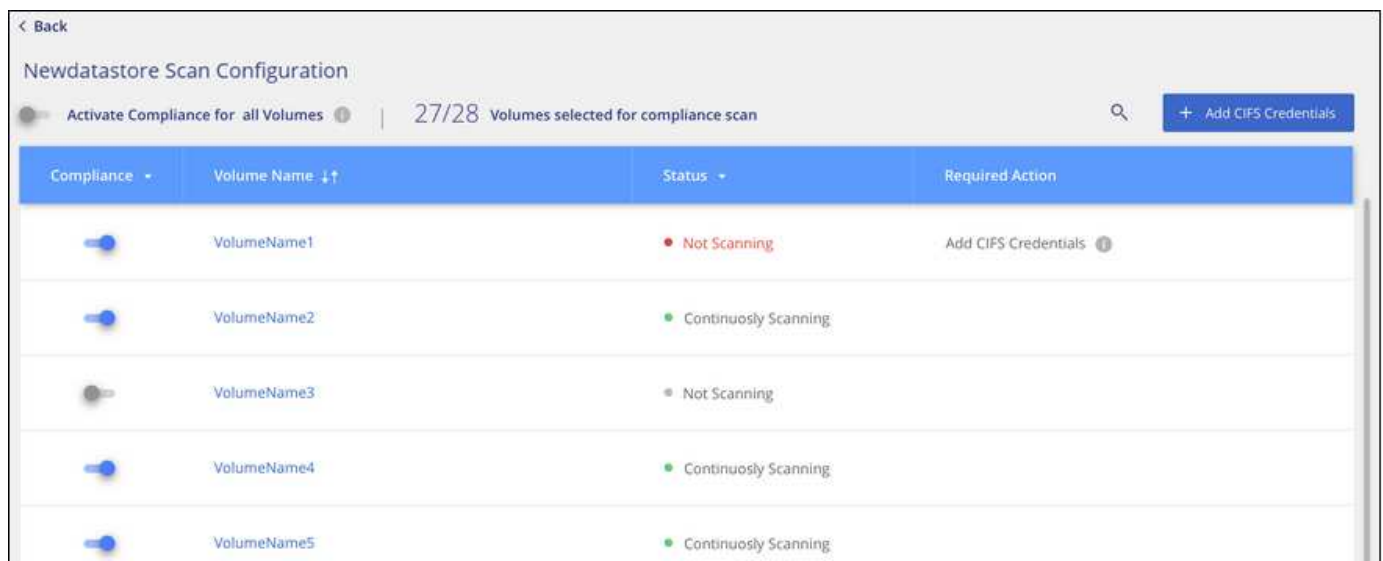 < Back
Newdatastore Scan Configuration
Activate Compliance for all Volumes i | 27/28 Volumes selected for compliance scan + Add CIFS Credentials
Compliance Volume Name ↓↑ Status Required Action
VolumeName1 Not Scanning Add CIFS Credentials i
VolumeName2 Continuosly Scanning
VolumeName3 Not Scanning
VolumeName4 Continuosly Scanning
VolumeName5 Continuosly Scanning